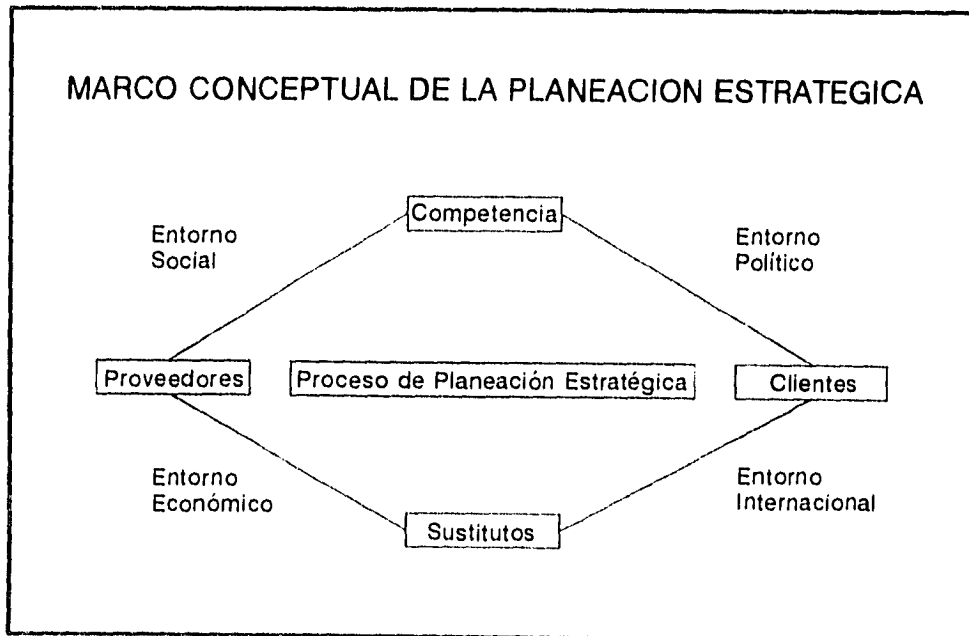 MARCO CONCEPTUAL DE LA PLANEACION ESTRATEGICA
Competencia
Entorno
Social
Entorno
Político
Proveedores
Proceso de Planeación Estratégica
Clientes
Entorno
Económico
Entorno
Internacional
Sustitutos